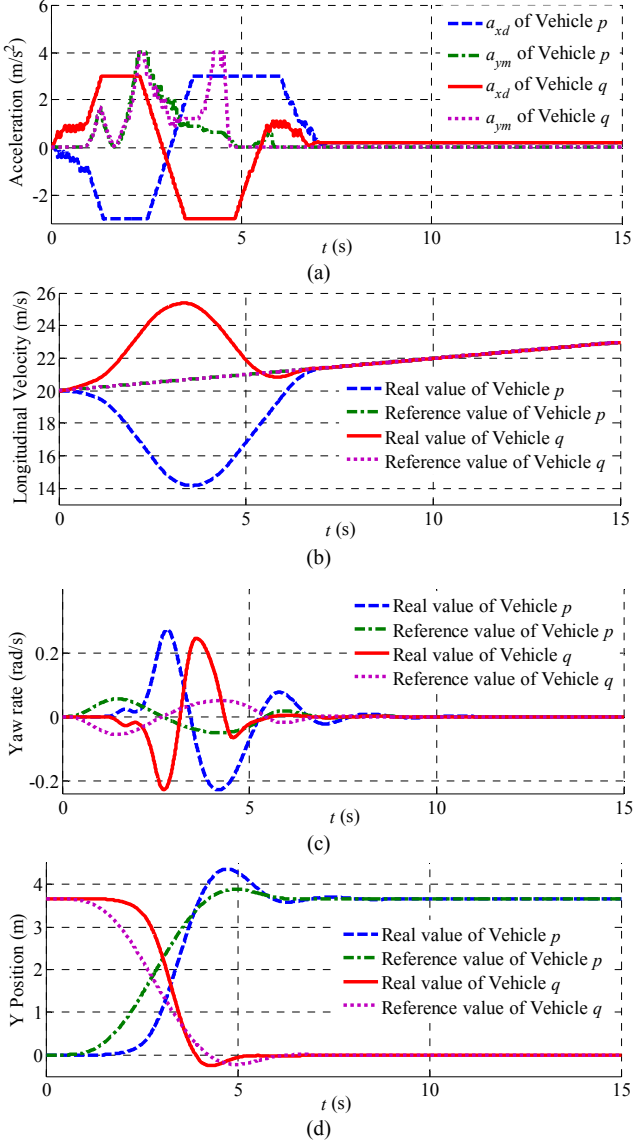 6
4
2
0
-2
Acceleration (m/s²)
a_xd of Vehicle p
a_ym of Vehicle p
a_xd of Vehicle q
a_ym of Vehicle q
0 5 10 15
t (s)
(a)
26
24
22
20
18
16
14
Longitudinal Velocity (m/s)
Real value of Vehicle p
Reference value of Vehicle p
Real value of Vehicle q
Reference value of Vehicle q
0 5 10 15
t (s)
(b)
0.2
0
-0.2
Yaw rate (rad/s)
Real value of Vehicle p
Reference value of Vehicle p
Real value of Vehicle q
Reference value of Vehicle q
0 5 10 15
t (s)
(c)
4
3
2
1
0
Y Position (m)
Real value of Vehicle p
Reference value of Vehicle p
Real value of Vehicle q
Reference value of Vehicle q
0 5 10 15
t (s)
(d)